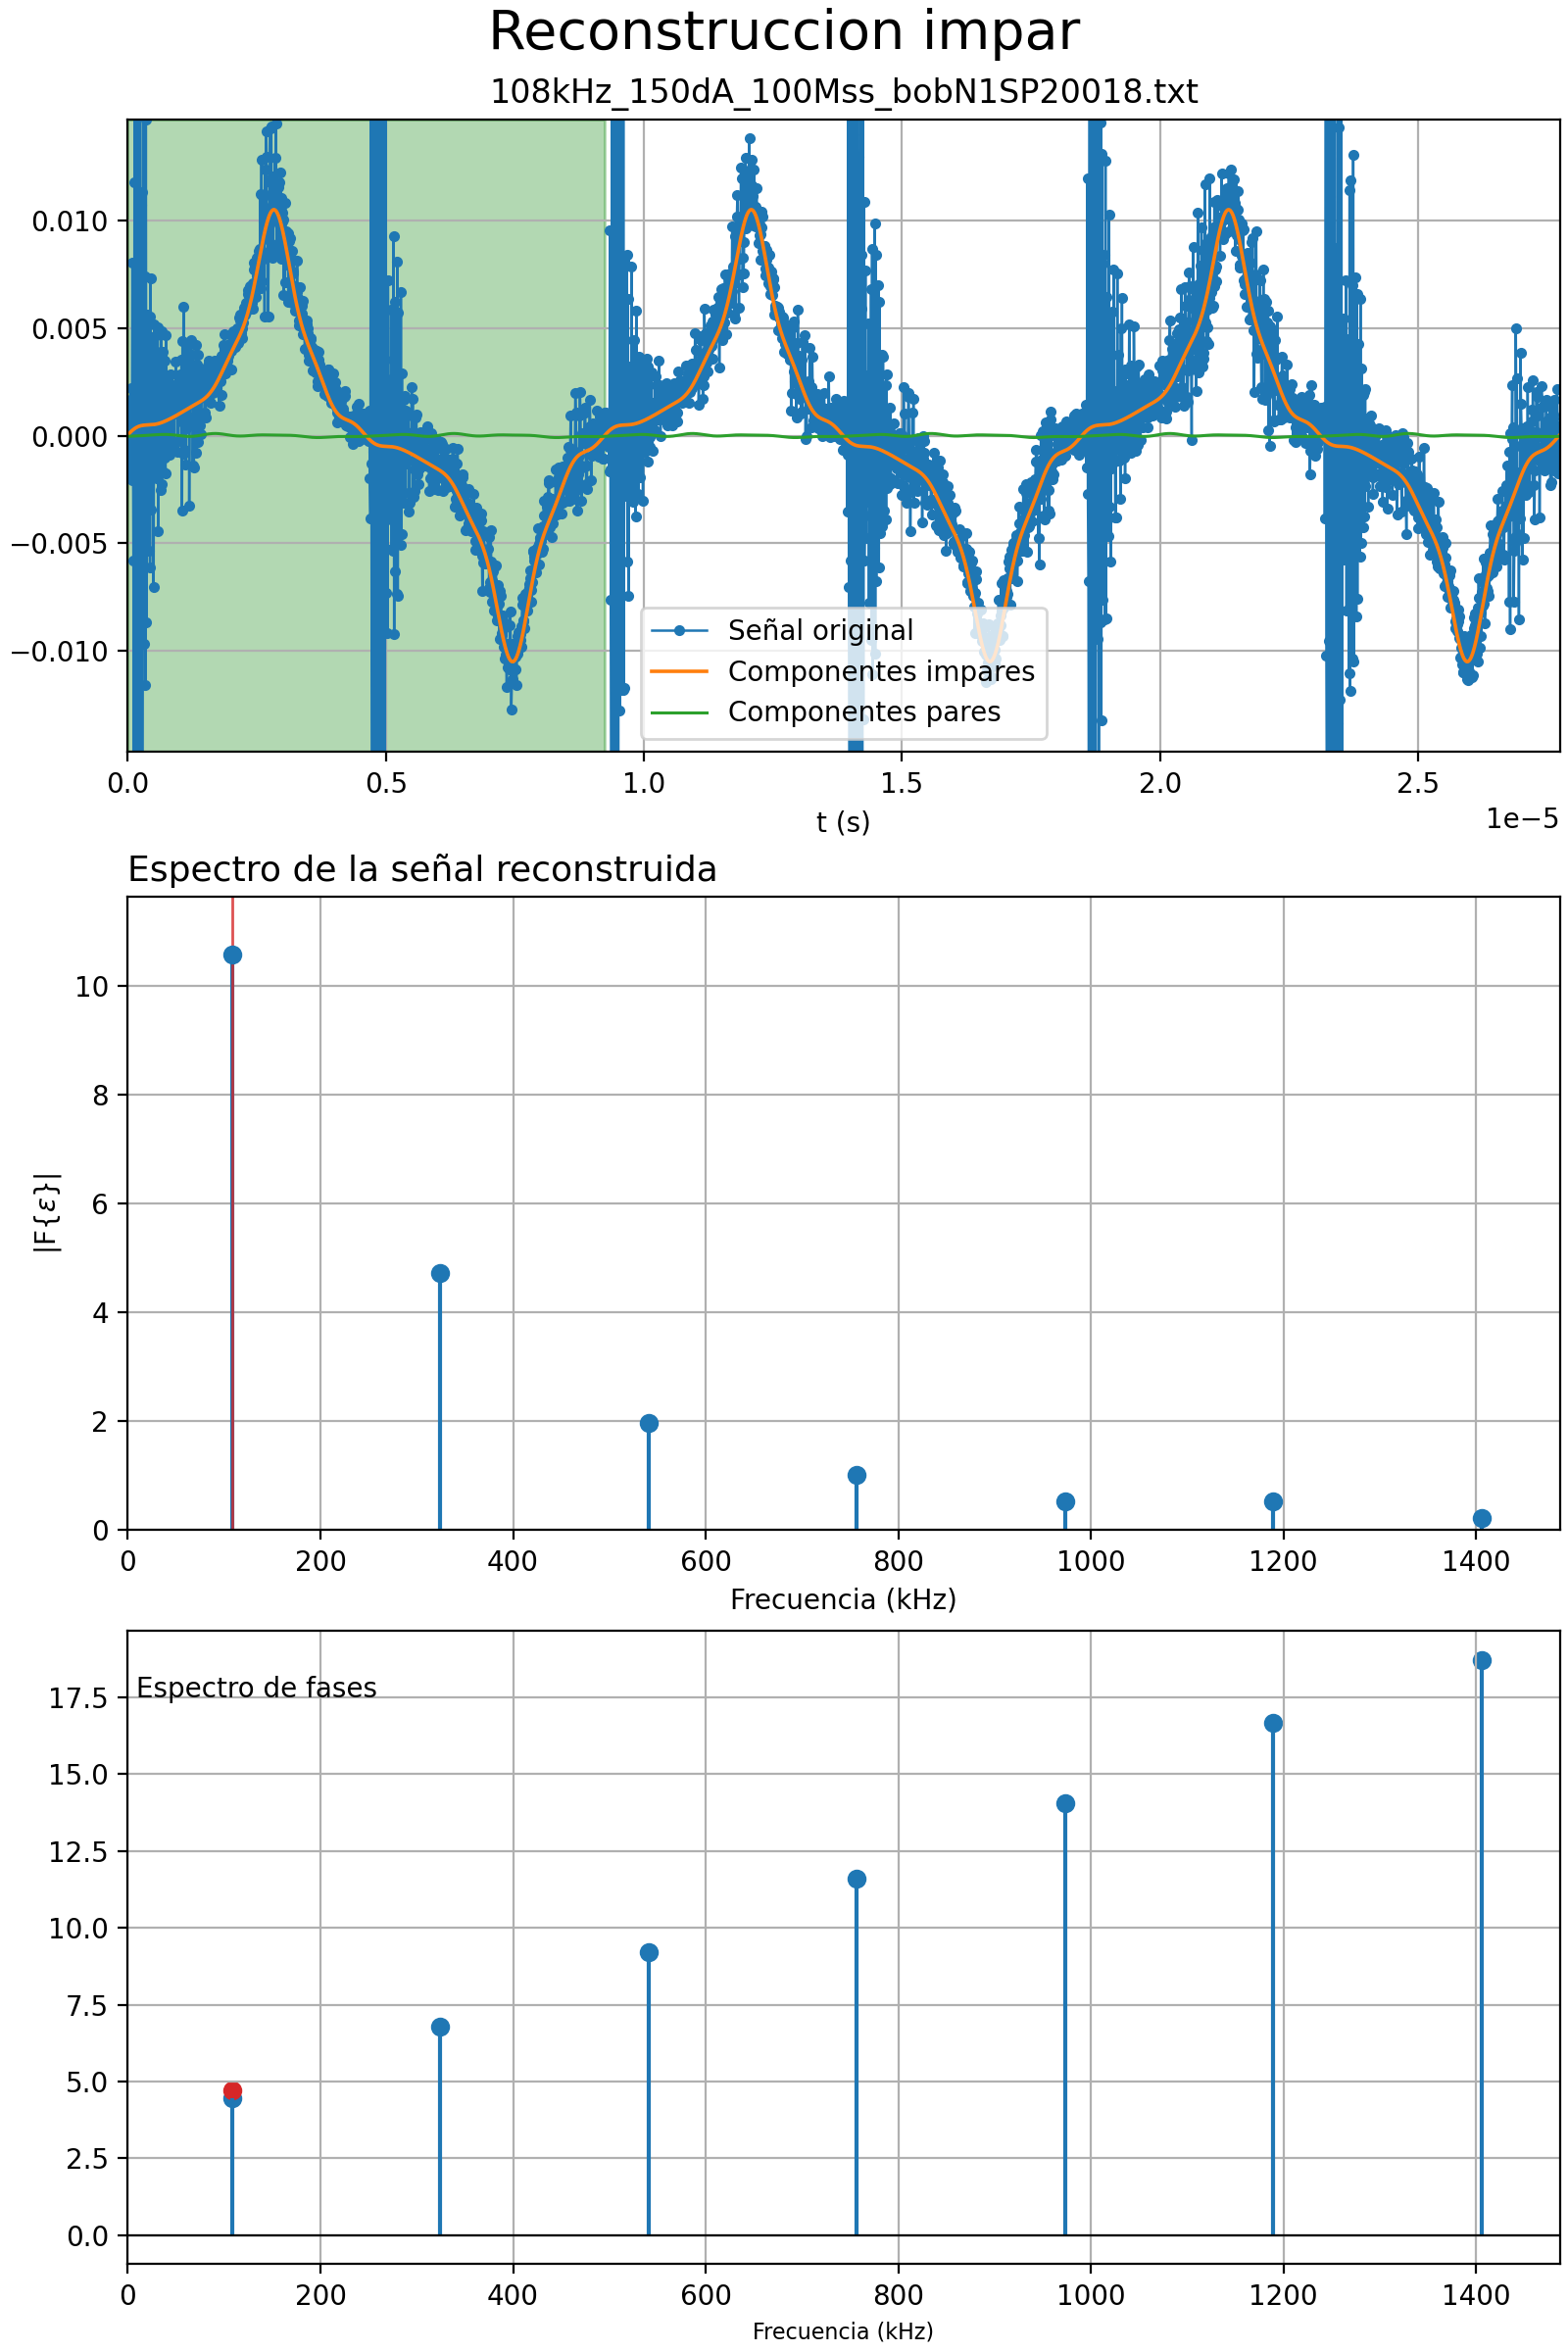 Reconstruccion impar
108kHz_150dA_100Mss_bobN1SP20018.txt
0.010
0.005
0.000
−0.005
−0.010
Señal original
Componentes impares
Componentes pares
0.0 0.5 1.0 1.5 2.0 2.5
1e−5
t (s)
Espectro de la señal reconstruida
10
8
6
4
2
0
|F{ε}|
0 200 400 600 800 1000 1200 1400
Frecuencia (kHz)
Espectro de fases
17.5
15.0
12.5
10.0
7.5
5.0
2.5
0.0
0 200 400 600 800 1000 1200 1400
Frecuencia (kHz)